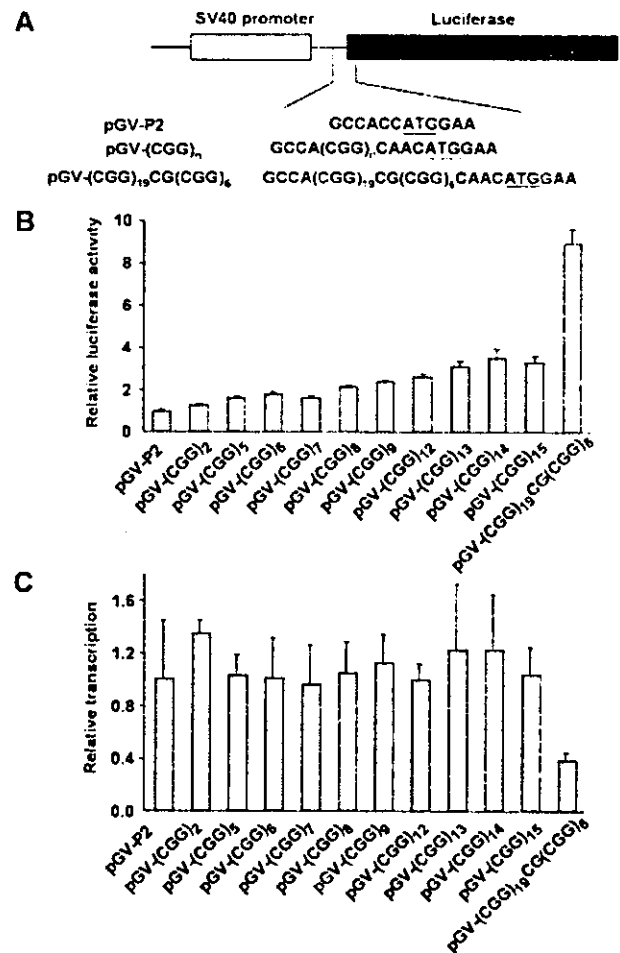 A
SV40 promoter
Luciferase
pGV-P2
GCCACCATGGAA
pGV-(CGG)n
GCCA(CGG)nCAACATGGAA
pGV-(CGG)19CG(CGG)6
GCCA(CGG)19CG(CGG)6CAACATGGAA
B
Relative luciferase activity
10
8
6
4
2
0
pGV-P2
pGV-(CGG)2
pGV-(CGG)5
pGV-(CGG)6
pGV-(CGG)7
pGV-(CGG)8
pGV-(CGG)9
pGV-(CGG)12
pGV-(CGG)13
pGV-(CGG)14
pGV-(CGG)15
pGV-(CGG)19CG(CGG)6
C
Relative transcription
1.6
1.2
0.8
0.4
0.0
pGV-P2
pGV-(CGG)2
pGV-(CGG)5
pGV-(CGG)6
pGV-(CGG)7
pGV-(CGG)8
pGV-(CGG)9
pGV-(CGG)12
pGV-(CGG)13
pGV-(CGG)14
pGV-(CGG)15
pGV-(CGG)19CG(CGG)6